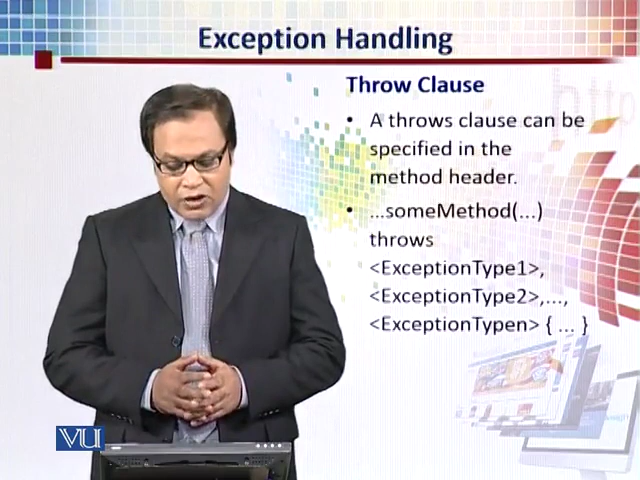 Exception Handling
Throw Clause
• A throws clause can be
specified in the
method header.
• ...someMethod(...)
throws
<ExceptionType1>,
<ExceptionType2>,...,
<ExceptionTypen> { ... }
VU